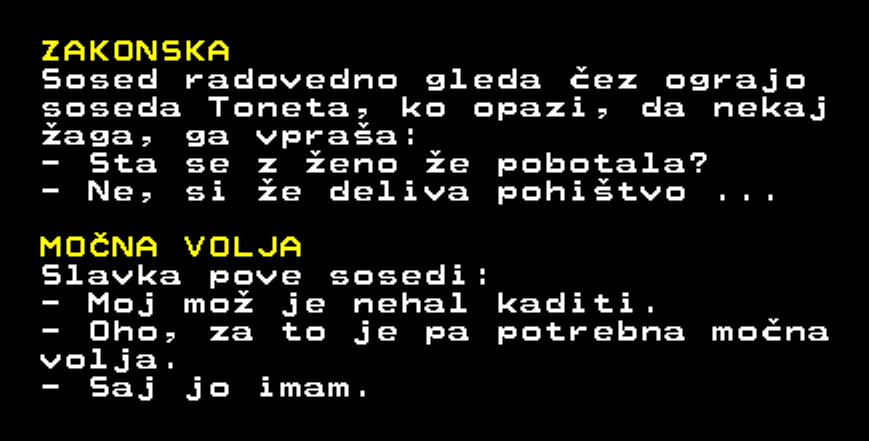 ZAKONSKA
Sosed radovedno gleda čez ograjo
soseda Toneta, ko opazi, da nekaj
žaga, ga vpraša:
- Sta se z ženo že pobotala?
- Ne, si že deliva pohištvo ...
MOČNA VOLJA
Slavka pove sosedi:
- Moj mož je nehal kaditi.
- Oho, za to je pa potrebna močna
volja.
- Saj jo imam.